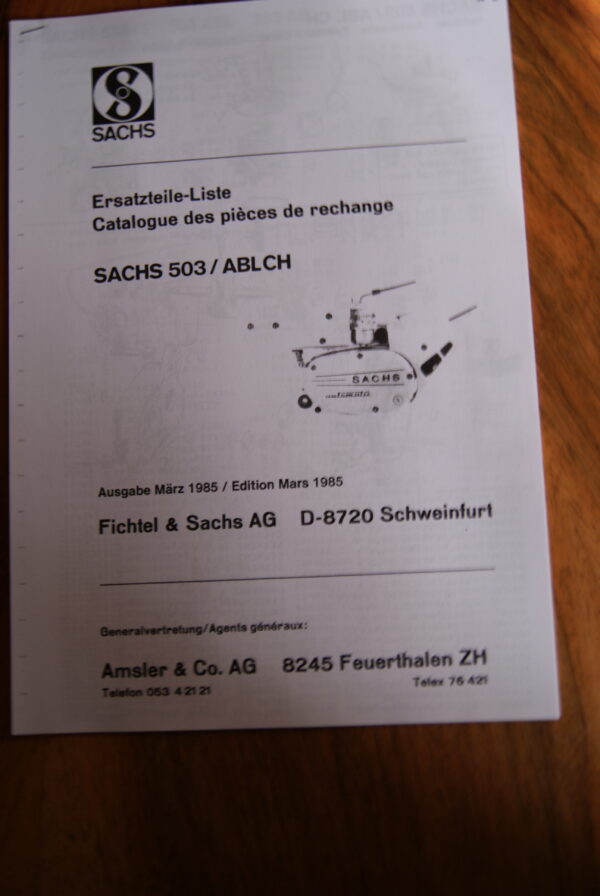 SACHS
Ersatzteile-Liste
Catalogue des pièces de rechange
SACHS 503 / ABLCH
SACHS
automatic
Ausgabe März 1985 / Edition Mars 1985
Fichtel & Sachs AG D-8720 Schweinfurt
Generalvertretung/Agents généraux:
Amsler & Co. AG 8245 Feuerthalen ZH
Telefon 053 4 21 21 Telex 76 421